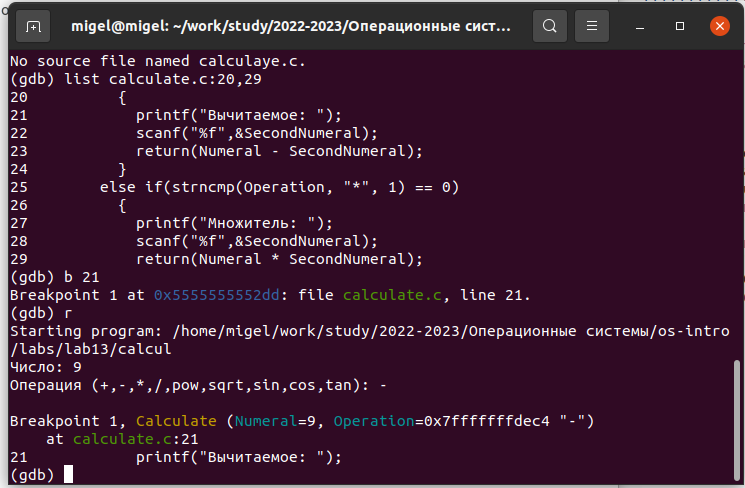 migel@migel: ~/work/study/2022-2023/Операционные сист...
No source file named calculaye.c.
(gdb) list calculate.c:20,29
20          {
21            printf("Вычитаемое: ");
22            scanf("%f",&SecondNumeral);
23            return(Numeral - SecondNumeral);
24          }
25        else if(strncmp(Operation, "*", 1) == 0)
26          {
27            printf("Множитель: ");
28            scanf("%f",&SecondNumeral);
29            return(Numeral * SecondNumeral);
(gdb) b 21
Breakpoint 1 at 0x5555555552dd: file calculate.c, line 21.
(gdb) r
Starting program: /home/migel/work/study/2022-2023/Операционные системы/os-intro
/labs/lab13/calcul
Число: 9
Операция (+,-,*,/,pow,sqrt,sin,cos,tan): -
Breakpoint 1, Calculate (Numeral=9, Operation=0x7fffffffdec4 "-")
    at calculate.c:21
21            printf("Вычитаемое: ");
(gdb)